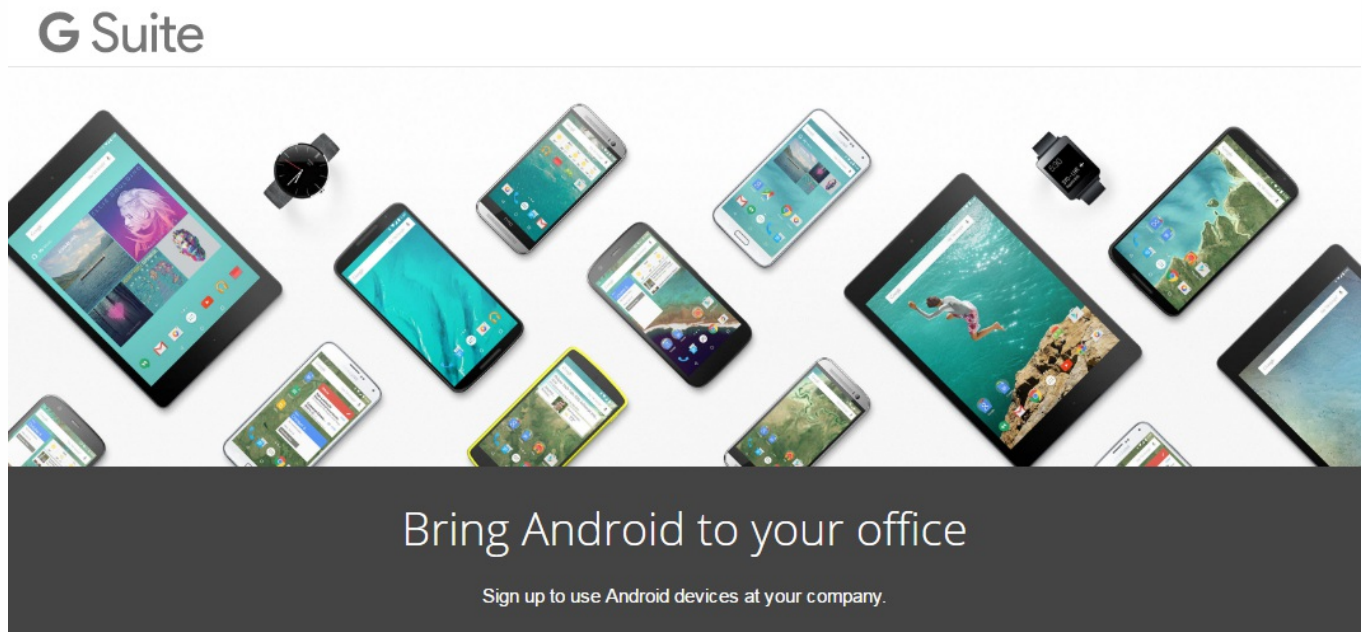 G Suite
Bring Android to your office
Sign up to use Android devices at your company.